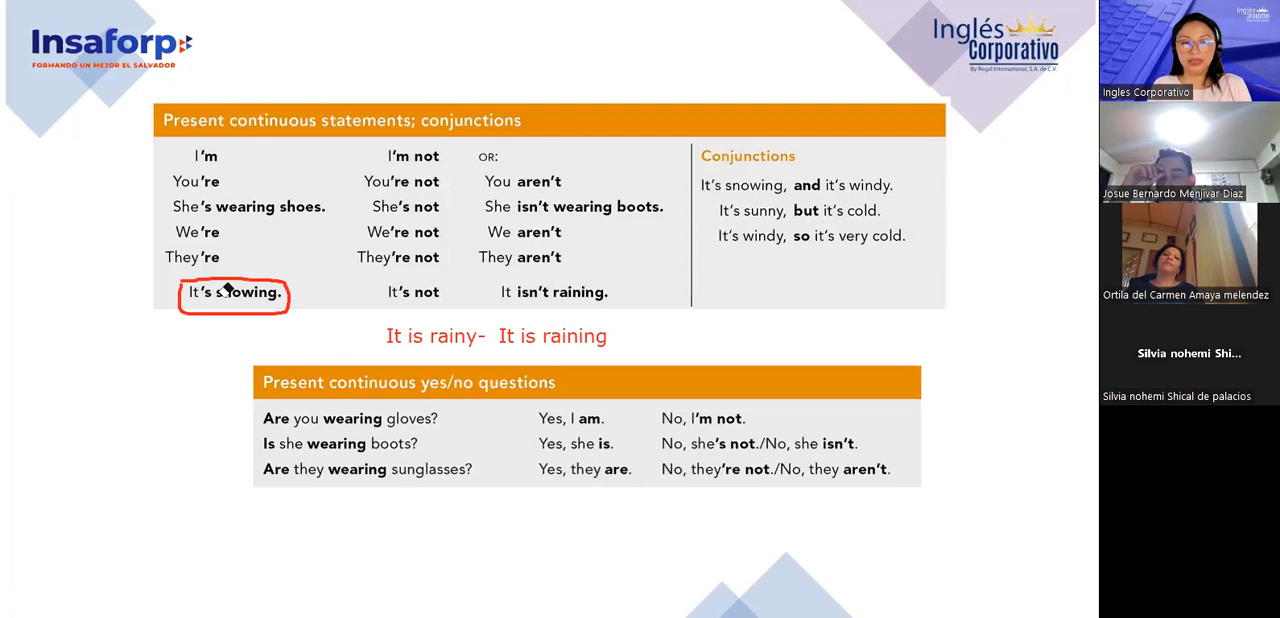 Insaforp
FORMANDO UN MEJOR EL SALVADOR
Inglés
Corporativo
By Regal International, S.A. de C.V.
Present continuous statements; conjunctions
I'm I'm not OR:
You're You're not You aren't
She's wearing shoes. She's not She isn't wearing boots.
We're We're not We aren't
They're They're not They aren't
It's snowing. It's not It isn't raining.
Conjunctions
It's snowing, and it's windy.
It's sunny, but it's cold.
It's windy, so it's very cold.
It is rainy- It is raining
Present continuous yes/no questions
Are you wearing gloves? Yes, I am. No, I'm not.
Is she wearing boots? Yes, she is. No, she's not./No, she isn't.
Are they wearing sunglasses? Yes, they are. No, they're not./No, they aren't.
Inglés
Corporativo
Ingles Corporativo
Josue Bernardo Menjivar Diaz
Ortila del Carmen Amaya melendez
Silvia nohemi Shi...
Silvia nohemi Shical de palacios